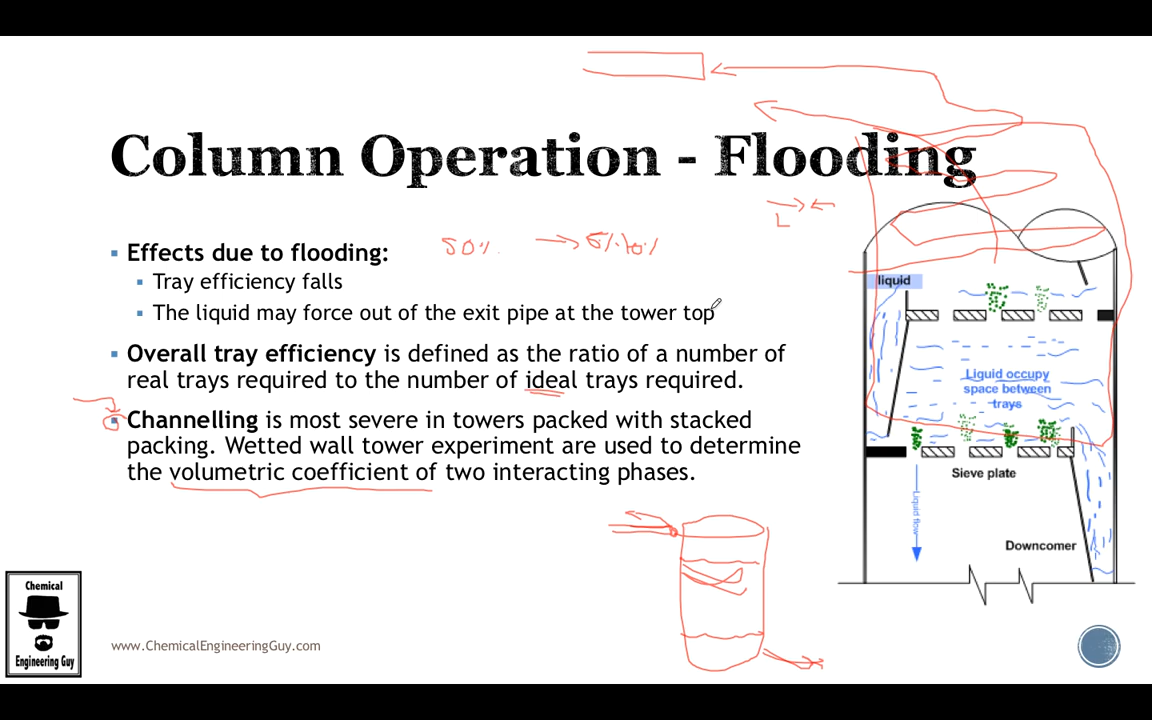 Column Operation - Flooding
Effects due to flooding:
50%
Tray efficiency falls
The liquid may force out of the exit pipe at the tower top
Overall tray efficiency is defined as the ratio of a number of
real trays required to the number of ideal trays required.
Channelling is most severe in towers packed with stacked
packing. Wetted wall tower experiment are used to determine
the volumetric coefficient of two interacting phases.
L
liquid
Liquid occupy
space between
trays
Sieve plate
Liquid flow
Downcomer
Chemical
Engineering Guy
www.ChemicalEngineeringGuy.com